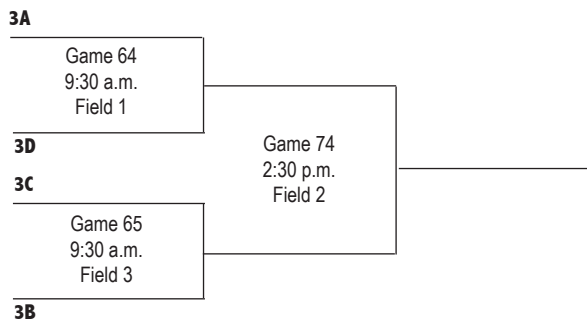 3A
Game 64
9:30 a.m.
Field 1
3D
Game 74
2:30 p.m.
Field 2
3C
Game 65
9:30 a.m.
Field 3
3B